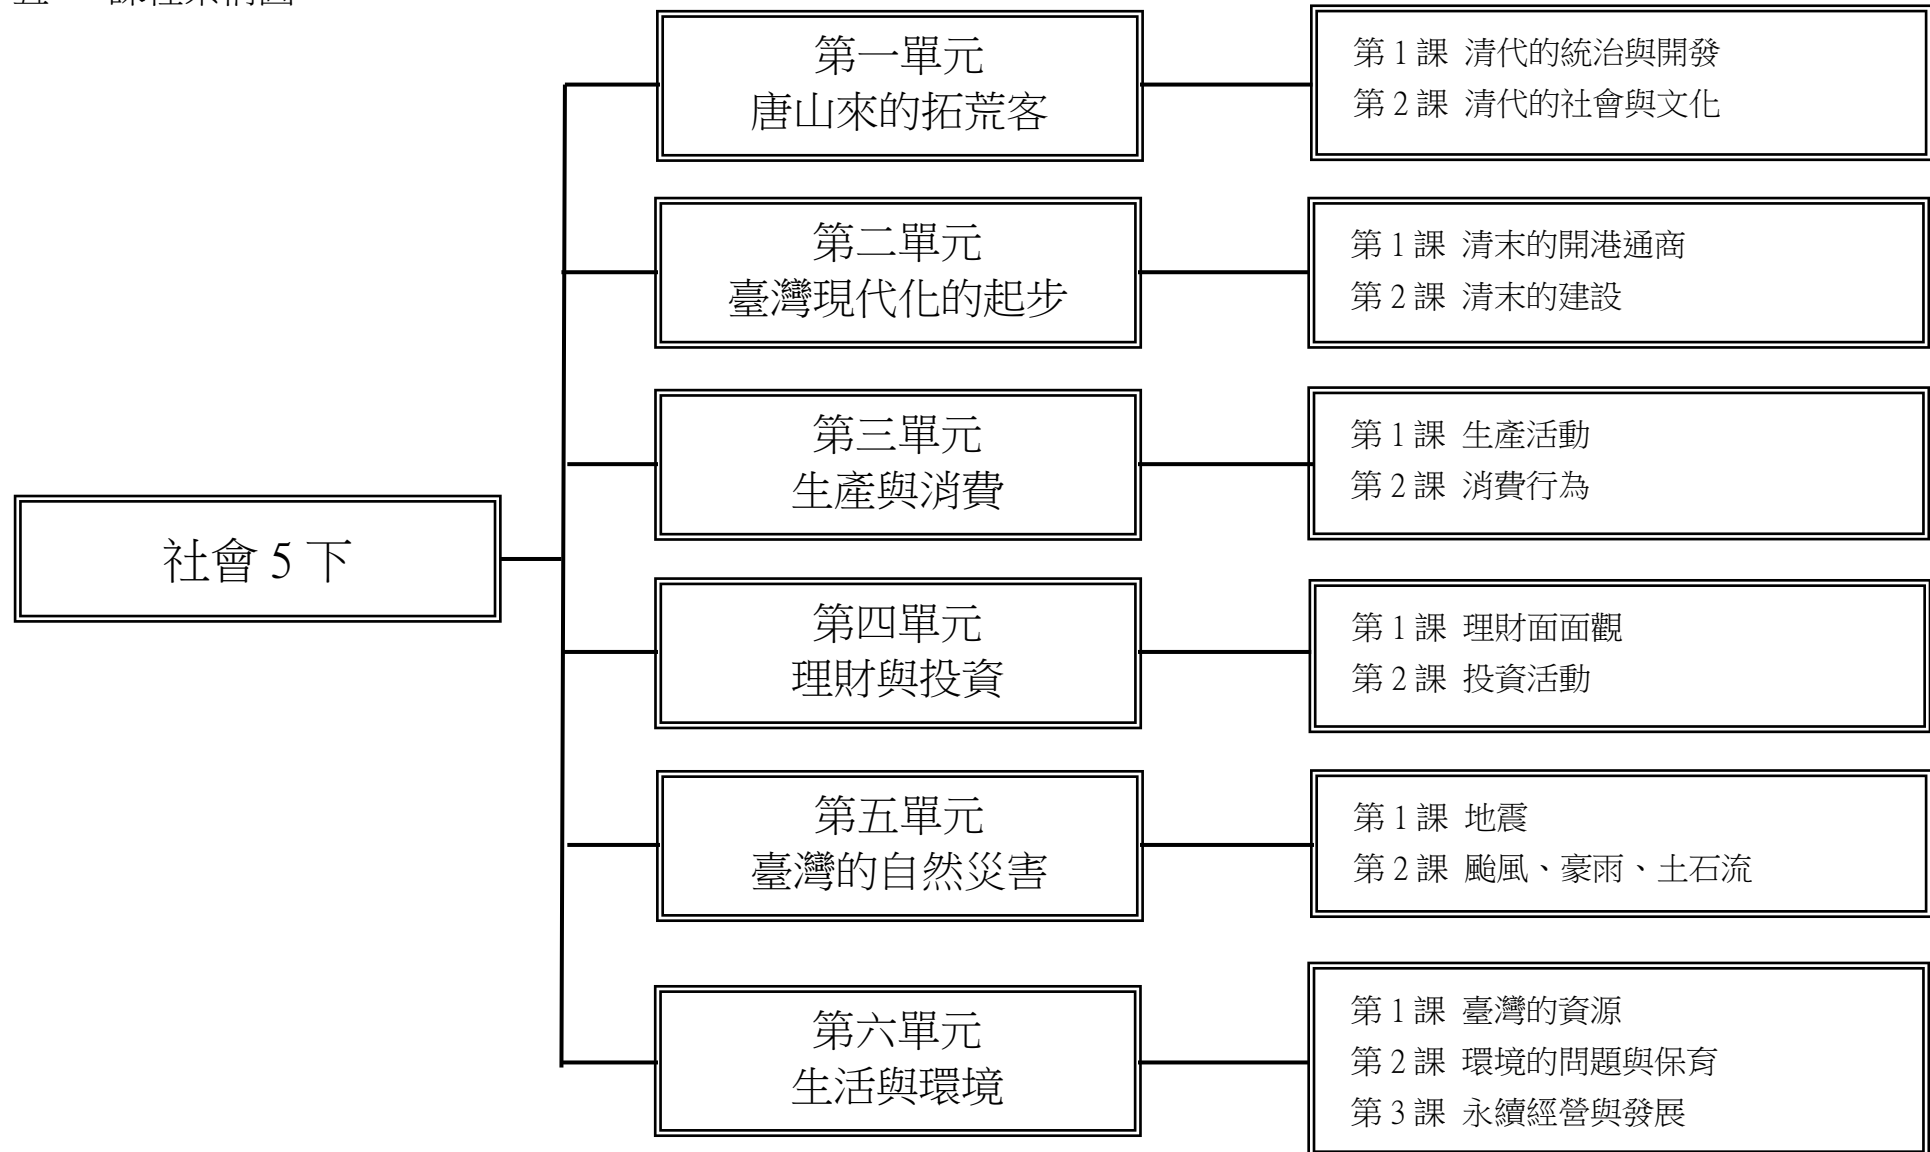 社會 5 下
第一單元
唐山來的拓荒客
第 1 課 清代的統治與開發
第 2 課 清代的社會與文化
第二單元
臺灣現代化的起步
第 1 課 清末的開港通商
第 2 課 清末的建設
第三單元
生產與消費
第 1 課 生產活動
第 2 課 消費行為
第四單元
理財與投資
第 1 課 理財面面觀
第 2 課 投資活動
第五單元
臺灣的自然災害
第 1 課 地震
第 2 課 颱風、豪雨、土石流
第六單元
生活與環境
第 1 課 臺灣的資源
第 2 課 環境的問題與保育
第 3 課 永續經營與發展